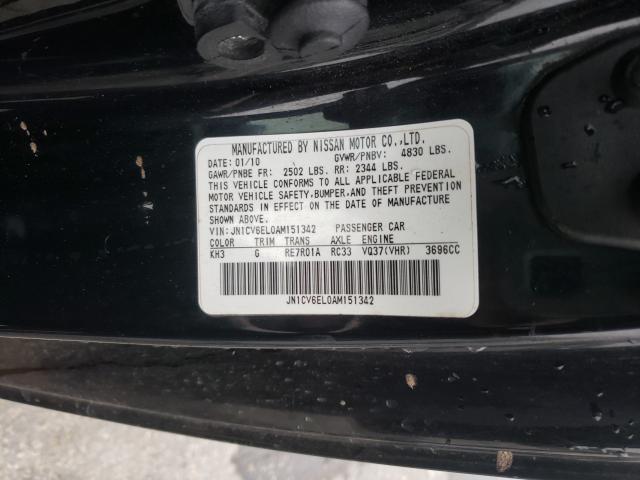 MANUFACTURED BY NISSAN MOTOR CO.,LTD.
DATE: 01/10 GVWR/PNBV: 4830 LBS.
GAWR/PNBE FR: 2502 LBS. RR: 2344 LBS.
THIS VEHICLE CONFORMS TO ALL APPLICABLE FEDERAL
MOTOR VEHICLE SAFETY, BUMPER, AND THEFT PREVENTION
STANDARDS IN EFFECT ON THE DATE OF MANUFACTURE
SHOWN ABOVE.
VIN: JN1CV6EL0AM151342 PASSENGER CAR
COLOR TRIM TRANS AXLE ENGINE
KH3 G RE7R01A RC33 VQ37(VHR) 3696CC
JN1CV6EL0AM151342